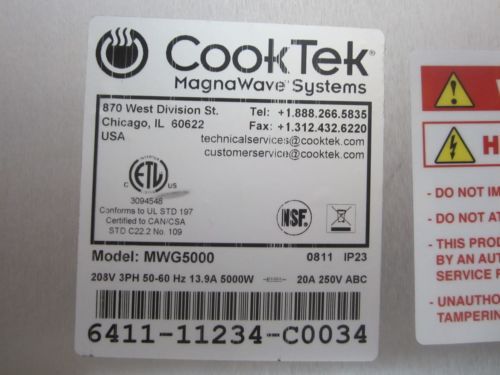 CookTek®
MagnaWave Systems
870 West Division St.
Chicago, IL 60622
USA
Tel: +1.888.266.5835
Fax: +1.312.432.6220
technicalservices@cooktek.com
customerservice@cooktek.com
C ETL US
INTERTEK
3094548
Conforms to UL STD 197
Certified to CAN/CSA
STD C22.2 No. 109
NSF®
Model: MWG5000 0811 IP23
208V 3PH 50-60 Hz 13.9A 5000W 20A 250V ABC
6411-11234-C0034
H
- DO NOT IM
- DO NOT AT
- THIS PROD
BY AN AUT
SERVICE F
- UNAUTHO
TAMPERIN